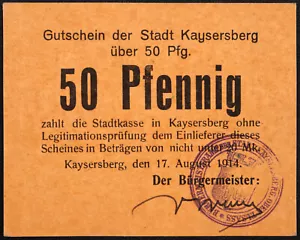 Gutschein der Stadt Kaysersberg
über 50 Pfg.
50 Pfennig
zahlt die Stadtkasse in Kaysersberg ohne
Legitimationsprüfung dem Einlieferer dieses
Scheines in Beträgen von nicht unter 20 Mk.
Kaysersberg, den 17. August 1914.
Der Bürgermeister: